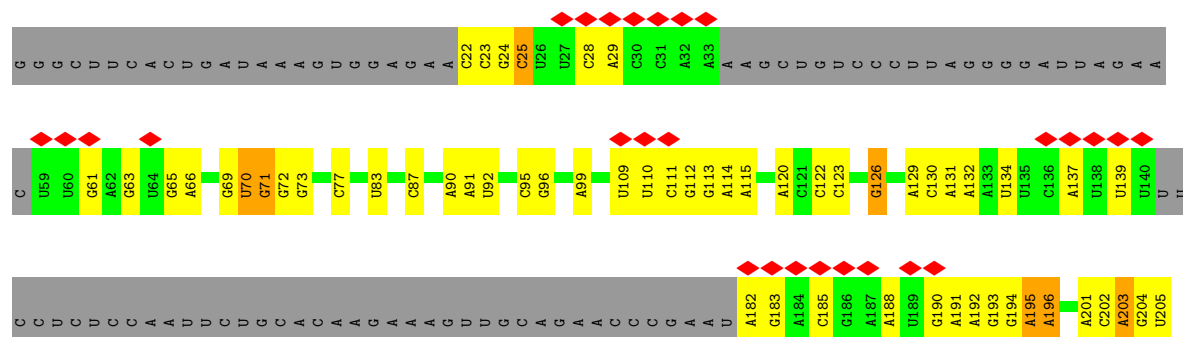 G G G C U U C A C U G A U A A A G U G G A G A A C22 C23 G24 C25 U26 U27 C28 A29 C30 C31 A32 A33 A A G C U G U C C C U U A G G G G A U U A G A A
C U59 U60 G61 A62 G63 U64 G65 A66 G69 U70 G71 G72 G73 C77 U83 C87 A90 A91 U92 C95 G96 A99 U109 U110 C111 G112 G113 A114 A115 A120 C121 C122 C123 G126 A129 C130 A131 A132 A133 U134 U135 C136 A137 U138 U139 U140 U U
C C U C U C C A A U U C U G C A C A A G A A A G U U G C A G A A A C C C G A A U A182 G183 A184 C185 G186 A187 A188 U189 G190 A191 A192 G193 G194 A195 A196 A201 C202 A203 G204 U205